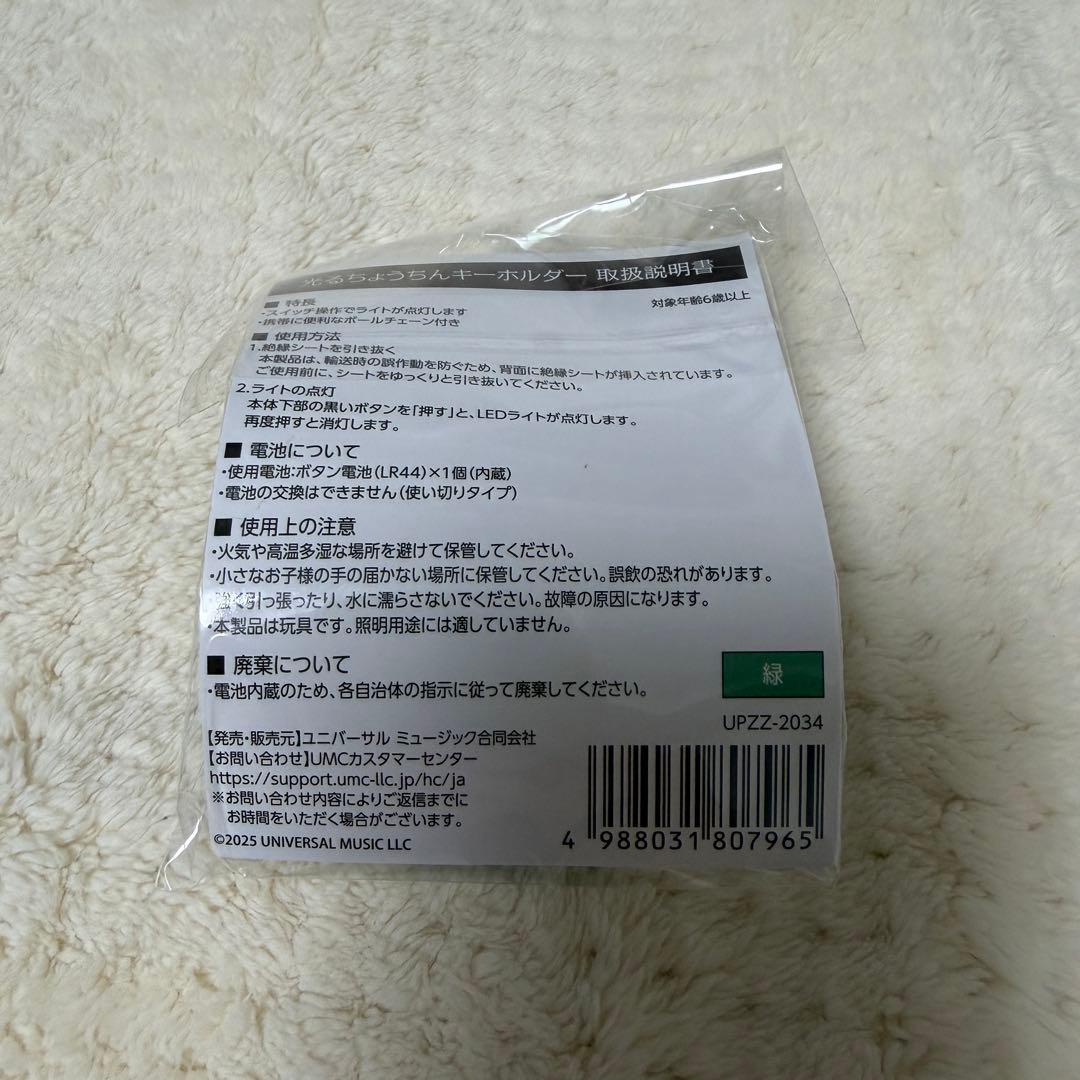 光るちょうちんキーホルダー 取扱説明書
対象年齢6歳以上
■ 特長
・スイッチ操作でライトが点灯します
・携帯に便利なボールチェーン付き
■ 使用方法
1.絶縁シートを引き抜く
本製品は、輸送時の誤作動を防ぐため、背面に絶縁シートが挿入されています。
ご使用前に、シートをゆっくりと引き抜いてください。
2.ライトの点灯
本体下部の黒いボタンを「押す」と、LEDライトが点灯します。
再度押すと消灯します。
■ 電池について
・使用電池:ボタン電池(LR44)×1個(内蔵)
・電池の交換はできません(使い切りタイプ)
■ 使用上の注意
・火気や高温多湿な場所を避けて保管してください。
・小さなお子様の手の届かない場所に保管してください。誤飲の恐れがあります。
・強く引っ張ったり、水に濡らさないでください。故障の原因になります。
・本製品は玩具です。照明用途には適していません。
■ 廃棄について
・電池内蔵のため、各自治体の指示に従って廃棄してください。
緑
UPZZ-2034
【発売・販売元】ユニバーサル ミュージック合同会社
【お問い合わせ】UMCカスタマーセンター
https://support.umc-llc.jp/hc/ja
※お問い合わせ内容によりご返信までに
お時間をいただく場合がございます。
©2025 UNIVERSAL MUSIC LLC
4 988031 807965